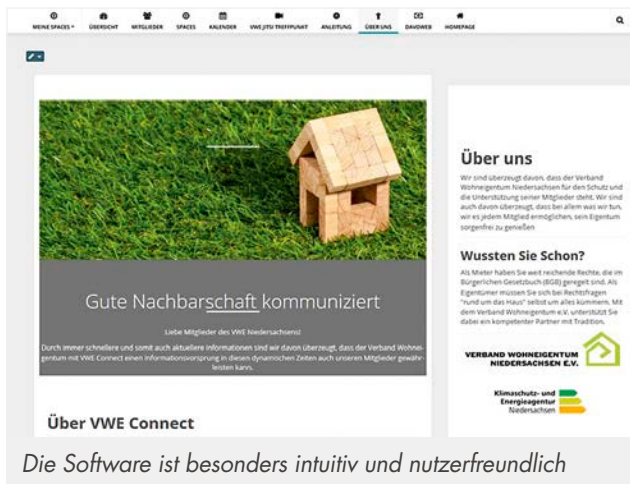 MEINE SPACES ÜBERSICHT MITGLIEDER SPACES KALENDER VWE JITSI TREFFPUNKT ANLEITUNG ÜBER UNS DAVOWEB HOMEPAGE
Gute Nachbarschaft kommuniziert
Liebe Mitglieder des VWE Niedersachsens!
Durch immer schnellere und somit auch aktuellere Informationen sind wir davon überzeugt, dass der Verband Wohnei-
gentum mit VWE Connect einen Informationsvorsprung in diesen dynamischen Zeiten auch unseren Mitglieder gewähr-
leisten kann.
Über VWE Connect
Über uns
Wir sind überzeugt davon, dass der Verband
Wohneigentum Niedersachsen für den Schutz und
die Unterstützung seiner Mitglieder steht. Wir sind
auch davon überzeugt, dass bei allem was wir tun,
wir es jedem Mitglied ermöglichen, sein Eigentum
sorgenfrei zu genießen
Wussten Sie Schon?
Als Mieter haben Sie weit reichende Rechte, die im
Bürgerlichen Gesetzbuch (BGB) geregelt sind. Als
Eigentümer müssen Sie sich bei Rechtsfragen
"rund um das Haus" selbst um alles kümmern. Mit
dem Verband Wohneigentum e.V. unterstützt Sie
dabei ein kompetenter Partner mit Tradition.
VERBAND WOHNEIGENTUM
NIEDERSACHSEN E.V.
Klimaschutz- und
Energieagentur
Niedersachsen
Die Software ist besonders intuitiv und nutzerfreundlich